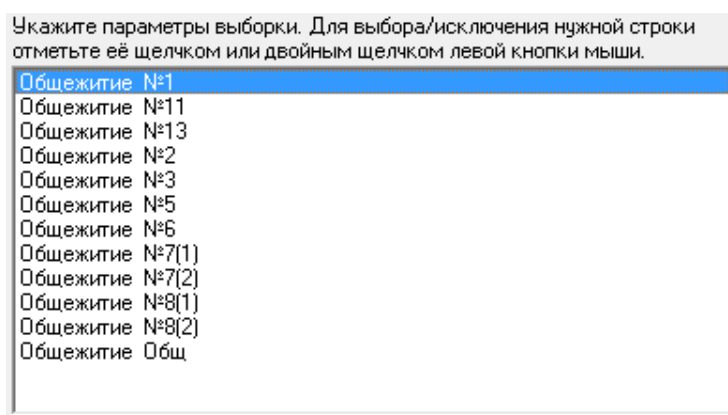 Укажите параметры выборки. Для выбора/исключения нужной строки
отметьте её щелчком или двойным щелчком левой кнопки мыши.
Общежитие №1
Общежитие №11
Общежитие №13
Общежитие №2
Общежитие №3
Общежитие №5
Общежитие №6
Общежитие №7(1)
Общежитие №7(2)
Общежитие №8(1)
Общежитие №8(2)
Общежитие Общ